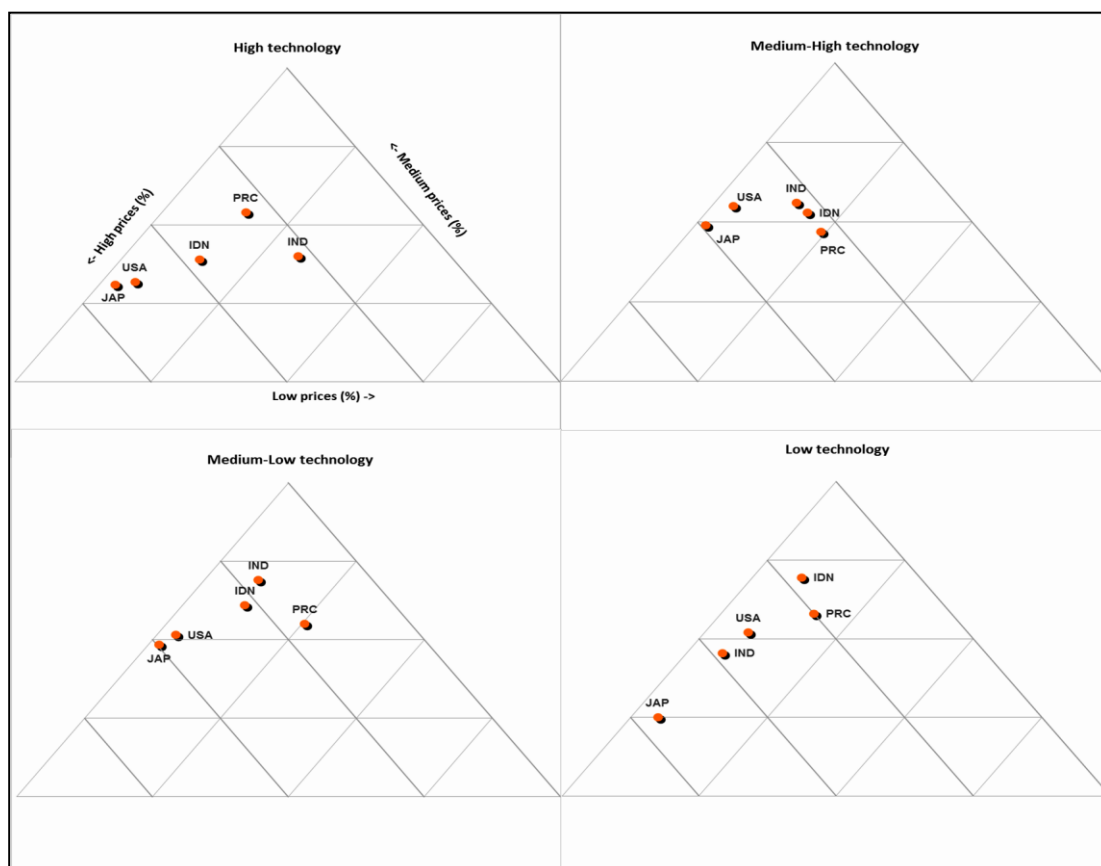 High technology
<- High prices (%)
<- Medium prices (%)
PRC
IDN
IND
USA
JAP
Low prices (%) ->
Medium-High technology
USA
IND
IDN
JAP
PRC
Medium-Low technology
IND
IDN
PRC
USA
JAP
Low technology
IDN
PRC
USA
IND
JAP